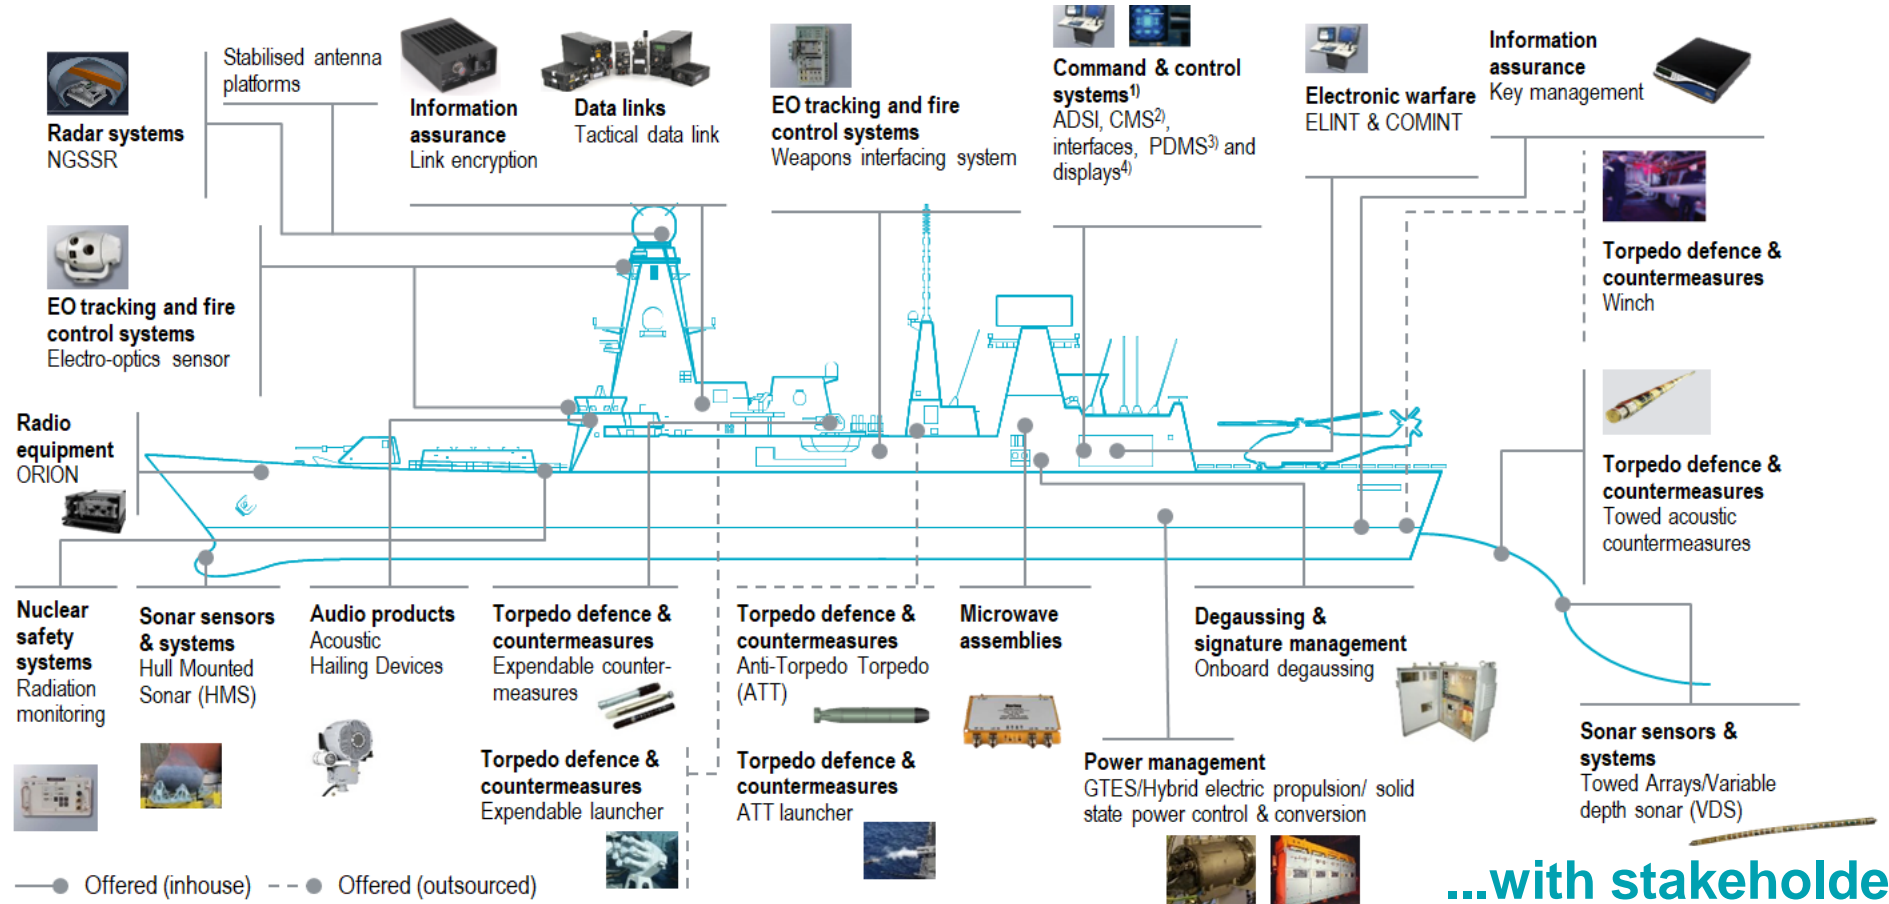 Radar systems
NGSSR
Stabilised antenna
platforms
Information
assurance
Link encryption
Data links
Tactical data link
EO tracking and fire
control systems
Weapons interfacing system
Command & control
systems1)
ADSI, CMS2),
interfaces, PDMS3) and
displays4)
Electronic warfare
ELINT & COMINT
Information
assurance
Key management
Torpedo defence &
countermeasures
Winch
EO tracking and fire
control systems
Electro-optics sensor
Radio
equipment
ORION
Torpedo defence &
countermeasures
Towed acoustic
countermeasures
Nuclear
safety
systems
Radiation
monitoring
Sonar sensors
& systems
Hull Mounted
Sonar (HMS)
Audio products
Acoustic
Hailing Devices
Torpedo defence &
countermeasures
Expendable counter-
measures
Torpedo defence &
countermeasures
Expendable launcher
Torpedo defence &
countermeasures
Anti-Torpedo Torpedo
(ATT)
Torpedo defence &
countermeasures
ATT launcher
Microwave
assemblies
Power management
GTES/Hybrid electric propulsion/ solid
state power control & conversion
Degaussing &
signature management
Onboard degaussing
Sonar sensors &
systems
Towed Arrays/Variable
depth sonar (VDS)
Offered (inhouse)
Offered (outsourced)
...with stakeholde